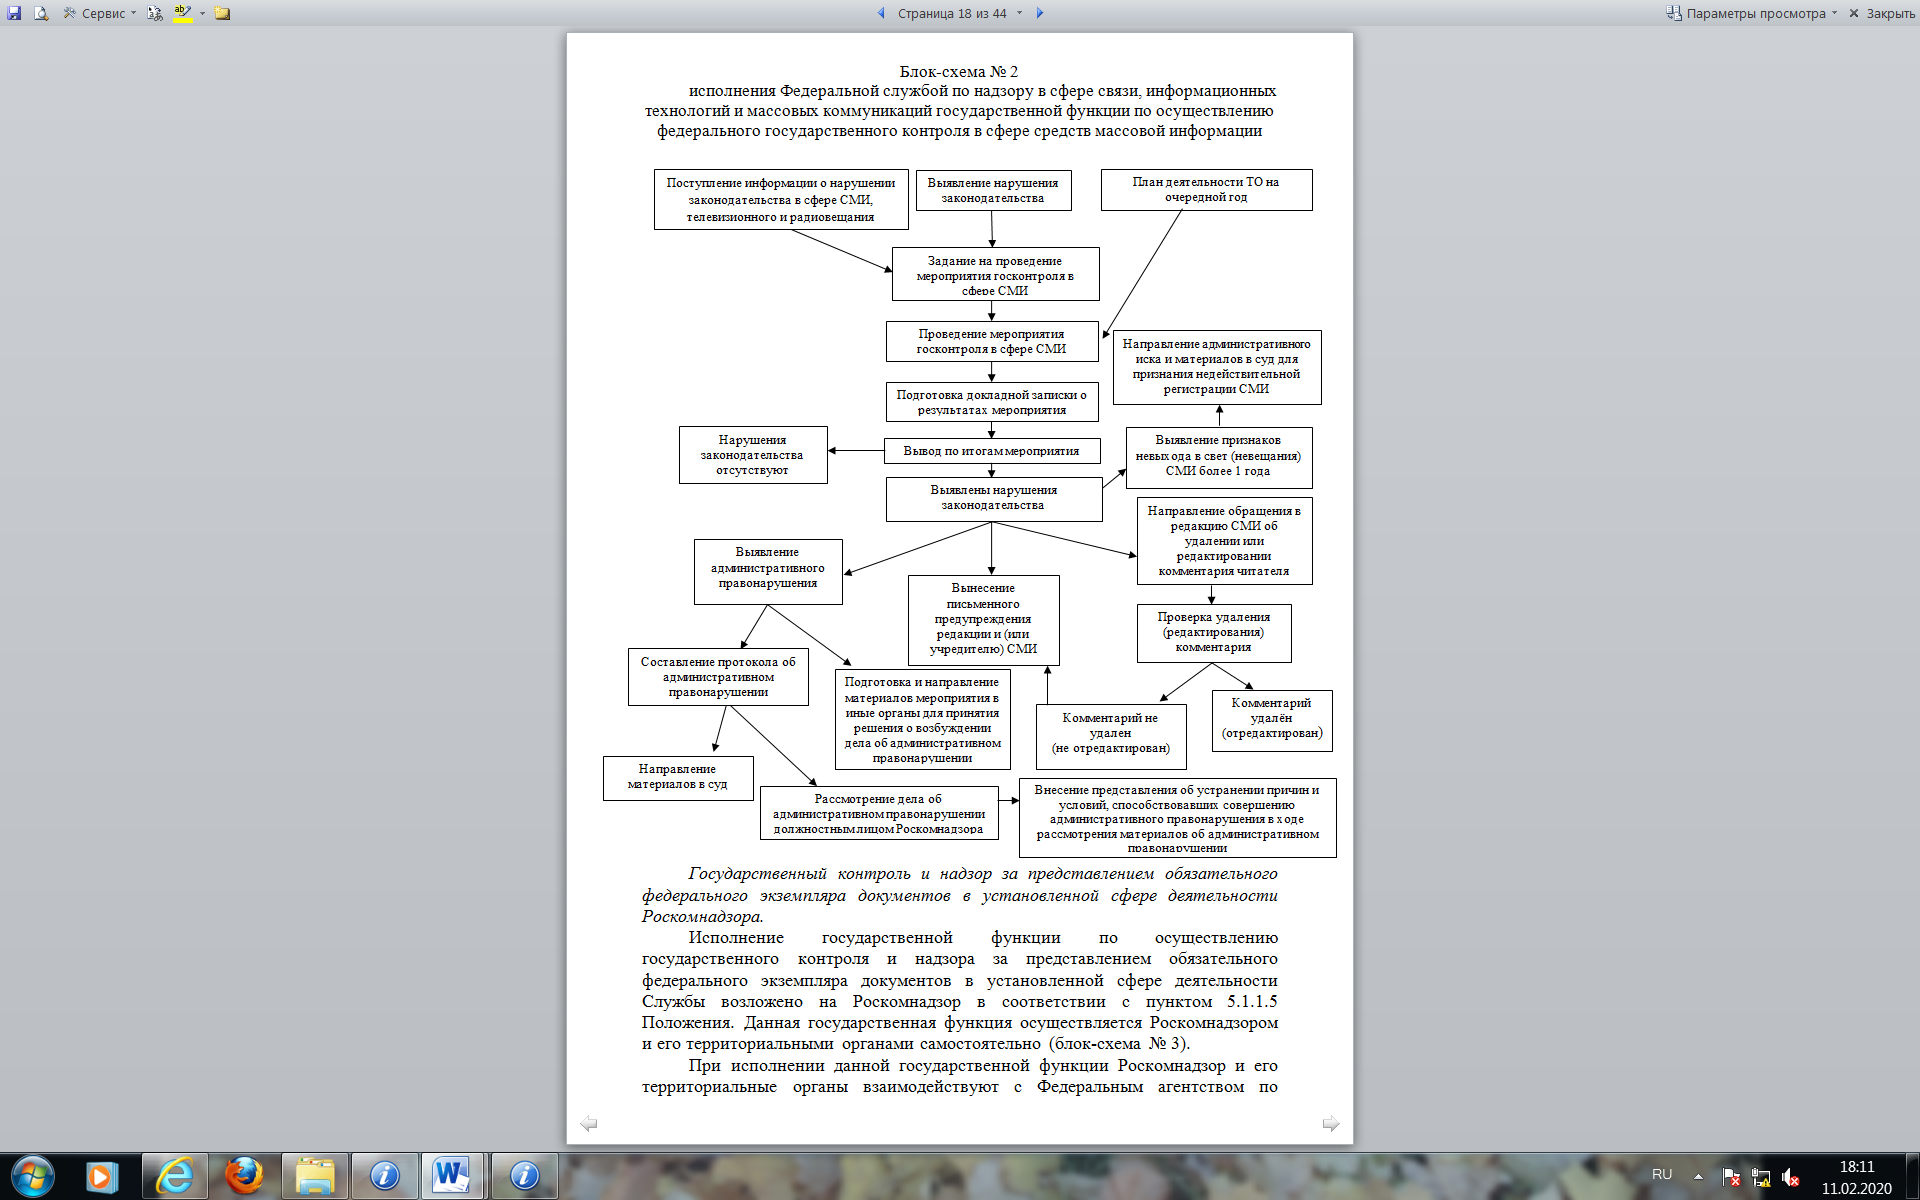 Сервис
Страница 18 из 44
Параметры просмотра
Закрыть
Блок-схема № 2
исполнения Федеральной службой по надзору в сфере связи, информационных
технологий и массовых коммуникаций государственной функции по осуществлению
федерального государственного контроля в сфере средств массовой информации
Поступление информации о нарушении
законодательства в сфере СМИ,
телевизионного и радиовещания
Выявление нарушения
законодательства
План деятельности ТО на
очередной год
Задание на проведение
мероприятия госконтроля в
сфере СМИ
Проведение мероприятия
госконтроля в сфере СМИ
Направление административного
иска и материалов в суд для
признания недействительной
регистрации СМИ
Подготовка докладной записки о
результатах мероприятия
Нарушения
законодательства
отсутствуют
Вывод по итогам мероприятия
Выявление признаков
невыхода в свет (невещания)
СМИ более 1 года
Выявлены нарушения
законодательства
Направление обращения в
редакцию СМИ об
удалении или
редактировании
комментария читателя
Выявление
административного
правонарушения
Вынесение
письменного
предупреждения
редакции и (или
учредителю) СМИ
Проверка удаления
(редактирования)
комментария
Составление протокола об
административном
правонарушении
Подготовка и направление
материалов мероприятия в
иные органы для принятия
решения о возбуждении
дела об административном
правонарушении
Комментарий не
удален
(не отредактирован)
Комментарий
удалён
(отредактирован)
Направление
материалов в суд
Рассмотрение дела об
административном правонарушении
должностным лицом Роскомнадзора
Внесение представления об устранении причин и
условий, способствовавших совершению
административного правонарушения в ходе
рассмотрения материалов об административном
правонарушении
Государственный контроль и надзор за представлением обязательного
федерального экземпляра документов в установленной сфере деятельности
Роскомнадзора.
Исполнение государственной функции по осуществлению
государственного контроля и надзора за представлением обязательного
федерального экземпляра документов в установленной сфере деятельности
Службы возложено на Роскомнадзор в соответствии с пунктом 5.1.1.5
Положения. Данная государственная функция осуществляется Роскомнадзором
и его территориальными органами самостоятельно (блок-схема № 3).
При исполнении данной государственной функции Роскомнадзор и его
территориальные органы взаимодействуют с Федеральным агентством по
RU
18:11
11.02.2020